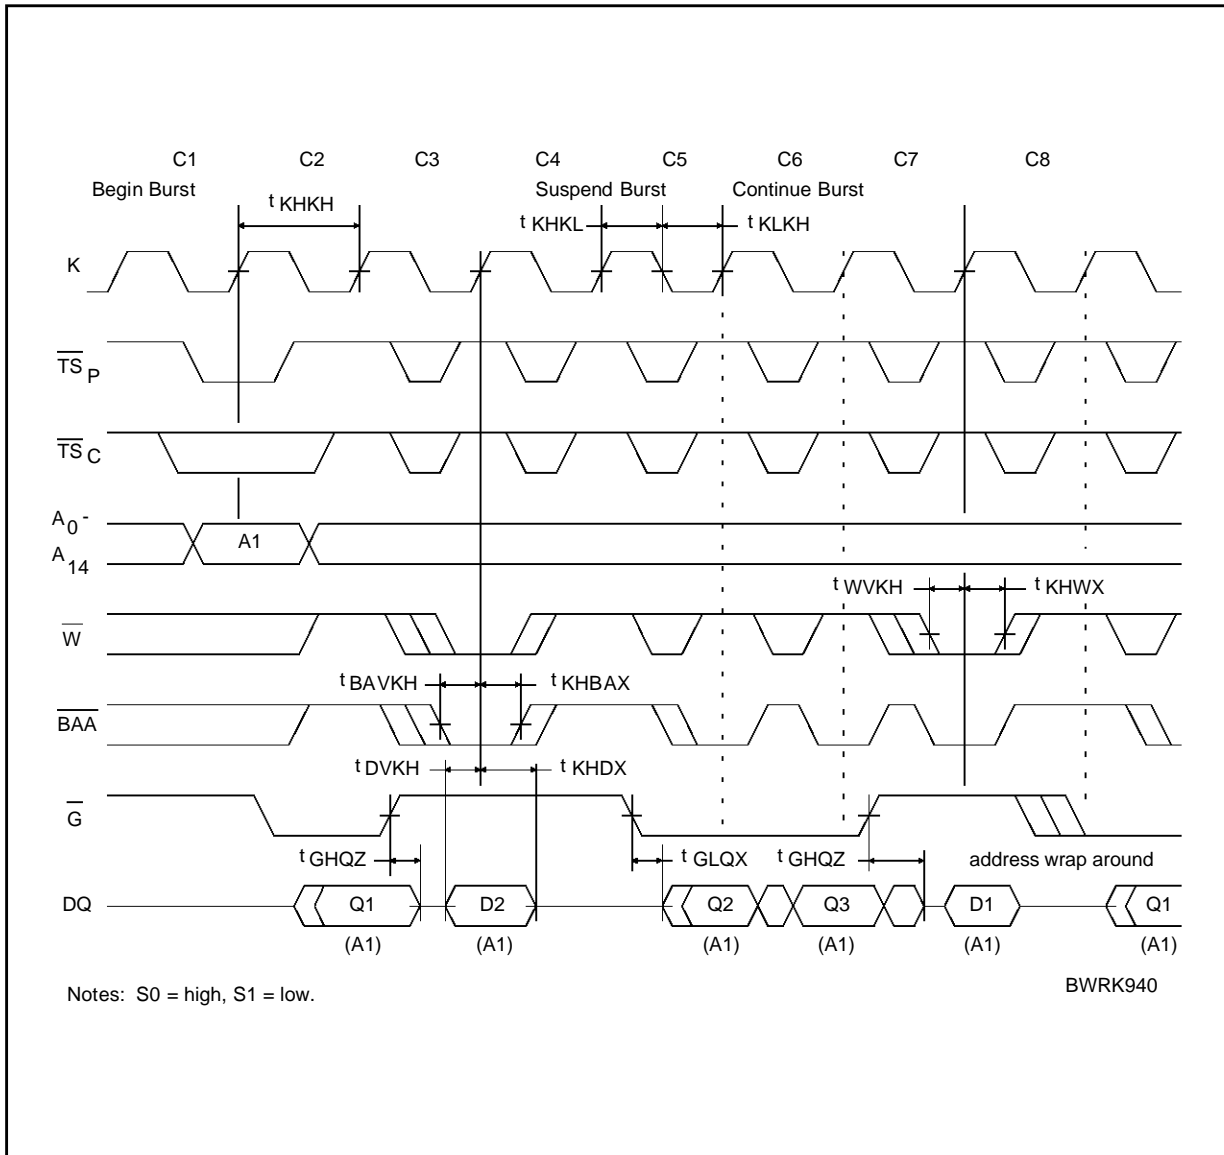 C1 C2 C3 C4 C5 C6 C7 C8
Begin Burst Suspend Burst Continue Burst
t KHKH t KHKL t KLKH
K
TS P
TS C
A0 -
A1
A14
t WVKH t KHWX
W
t BAVKH t KHBAX
BAA
t DVKH t KHDX
G
t GHQZ t GLQX t GHQZ address wrap around
DQ Q1 D2 Q2 Q3 D1 Q1
(A1) (A1) (A1) (A1) (A1) (A1)
Notes: S0 = high, S1 = low.
BWRK940